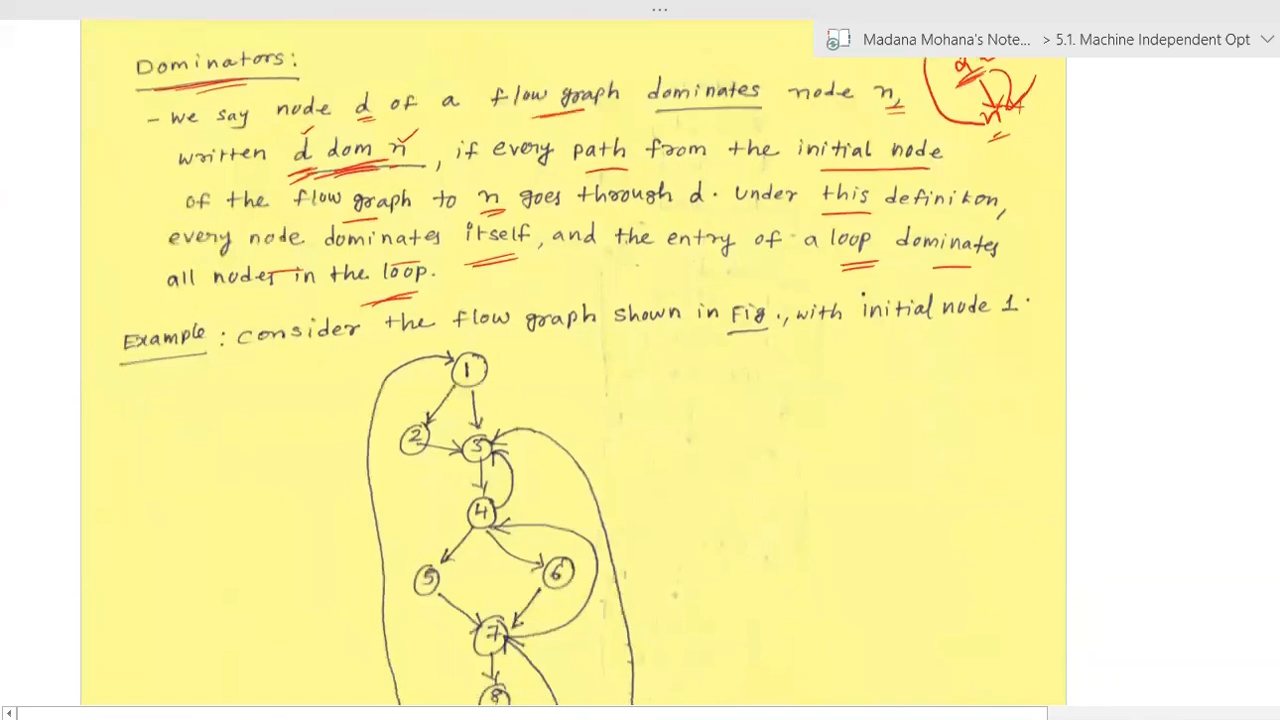 ...
Madana Mohana's Note... > 5.1. Machine Independent Opt
Dominators:
- We say node d of a flow graph dominates node n,
written d dom n, if every path from the initial node
of the flow graph to n goes through d. Under this definiton,
every node dominates itself, and the entry of a loop dominates
all nodes in the loop.
Example: Consider the flow graph shown in Fig., with initial node 1.
1
2 3
4
5 6
7
8
d
n